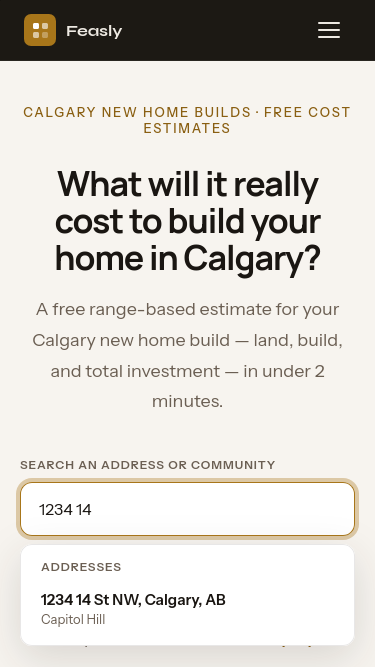 Feasly
CALGARY NEW HOME BUILDS · FREE COST
ESTIMATES
What will it really
cost to build your
home in Calgary?
A free range-based estimate for your
Calgary new home build — land, build,
and total investment — in under 2
minutes.
SEARCH AN ADDRESS OR COMMUNITY
1234 14
ADDRESSES
1234 14 St NW, Calgary, AB
Capitol Hill